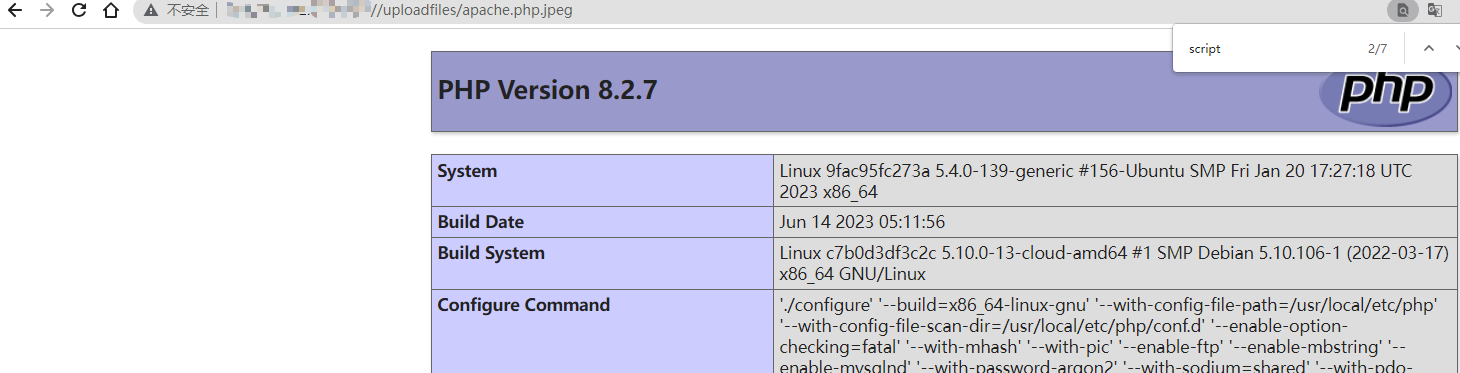 不安全 //uploadfiles/apache.php.jpeg
script 2/7
PHP Version 8.2.7
php
System
Linux 9fac95fc273a 5.4.0-139-generic #156-Ubuntu SMP Fri Jan 20 17:27:18 UTC
2023 x86_64
Build Date
Jun 14 2023 05:11:56
Build System
Linux c7b0d3df3c2c 5.10.0-13-cloud-amd64 #1 SMP Debian 5.10.106-1 (2022-03-17)
x86_64 GNU/Linux
Configure Command
'./configure' '--build=x86_64-linux-gnu' '--with-config-file-path=/usr/local/etc/php'
'--with-config-file-scan-dir=/usr/local/etc/php/conf.d' '--enable-option-
checking=fatal' '--with-mhash' '--with-pic' '--enable-ftp' '--enable-mbstring' '--
enable-mysqlnd' '--with-password-argon2' '--with-sodium=shared' '--with-pdo-